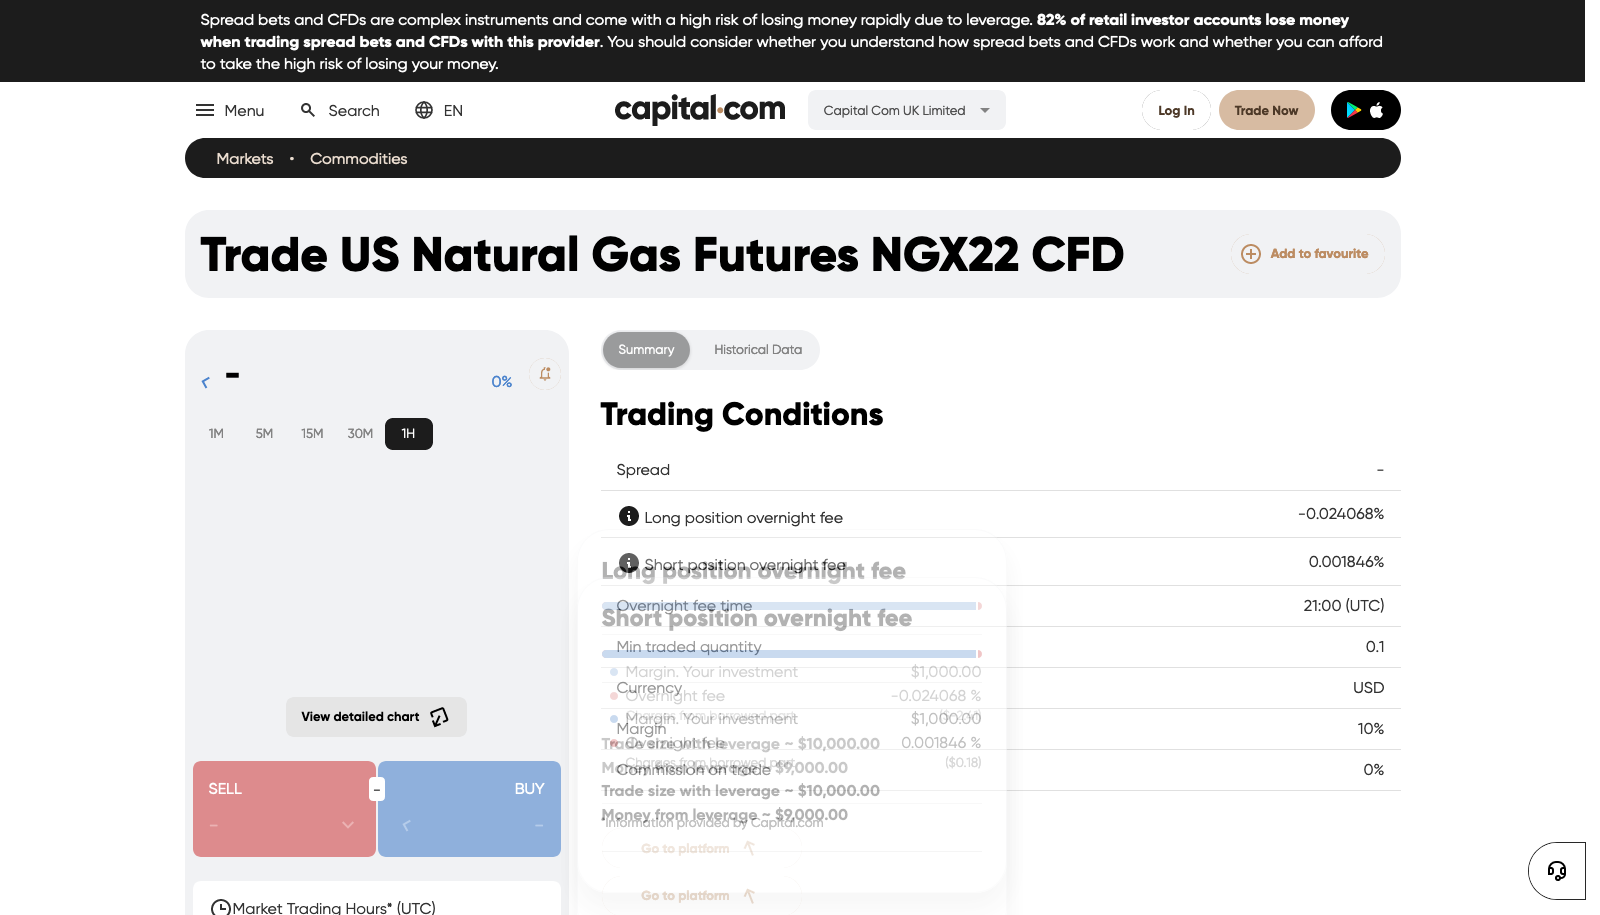 Spread bets and CFDs are complex instruments and come with a high risk of losing money rapidly due to leverage. 82% of retail investor accounts lose money
when trading spread bets and CFDs with this provider. You should consider whether you understand how spread bets and CFDs work and whether you can afford
to take the high risk of losing your money.
Menu
Search
EN
capital.com
Capital Com UK Limited
Log In
Trade Now
Markets • Commodities
Trade US Natural Gas Futures NGX22 CFD
Add to favourite
-
0%
1M 5M 15M 30M 1H
View detailed chart
SELL
-
-
BUY
-
Market Trading Hours* (UTC)
Summary
Historical Data
Trading Conditions
Spread -
Long position overnight fee -0.024068%
Short position overnight fee 0.001846%
Overnight fee time 21:00 (UTC)
Min traded quantity 0.1
Currency USD
Margin 10%
Commission on trade 0%
Long position overnight fee
Margin. Your investment $1,000.00
Overnight fee -0.024068 %
Charges from borrowed part
Trade size with leverage ~ $10,000.00
Money from leverage ~ $9,000.00
*Information provided by Capital.com
Go to platform
Short position overnight fee
Margin. Your investment $1,000.00
Overnight fee 0.001846 %
Charges from borrowed part ($0.18)
Trade size with leverage ~ $10,000.00
Money from leverage ~ $9,000.00
Go to platform